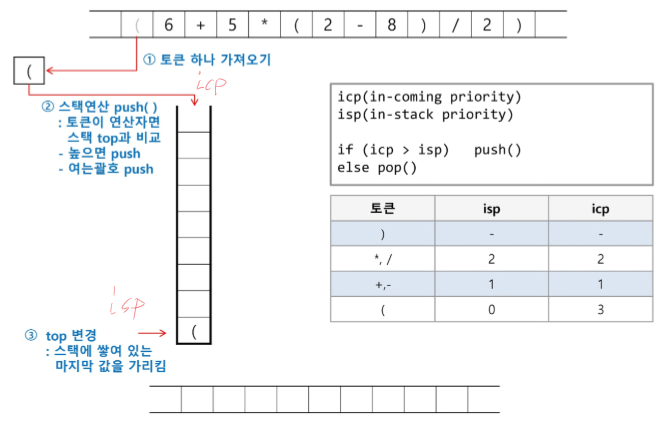 ( 6 + 5 * ( 2 - 8 ) / 2 )
(
① 토큰 하나 가져오기
icp
② 스택연산 push( )
: 토큰이 연산자면
스택 top과 비교
- 높으면 push
- 여는괄호 push
icp(in-coming priority)
isp(in-stack priority)
if (icp > isp) push()
else pop()
토큰 isp icp
) - -
*, / 2 2
+,- 1 1
( 0 3
isp
③ top 변경
: 스택에 쌓여 있는
마지막 값을 가리킴
(